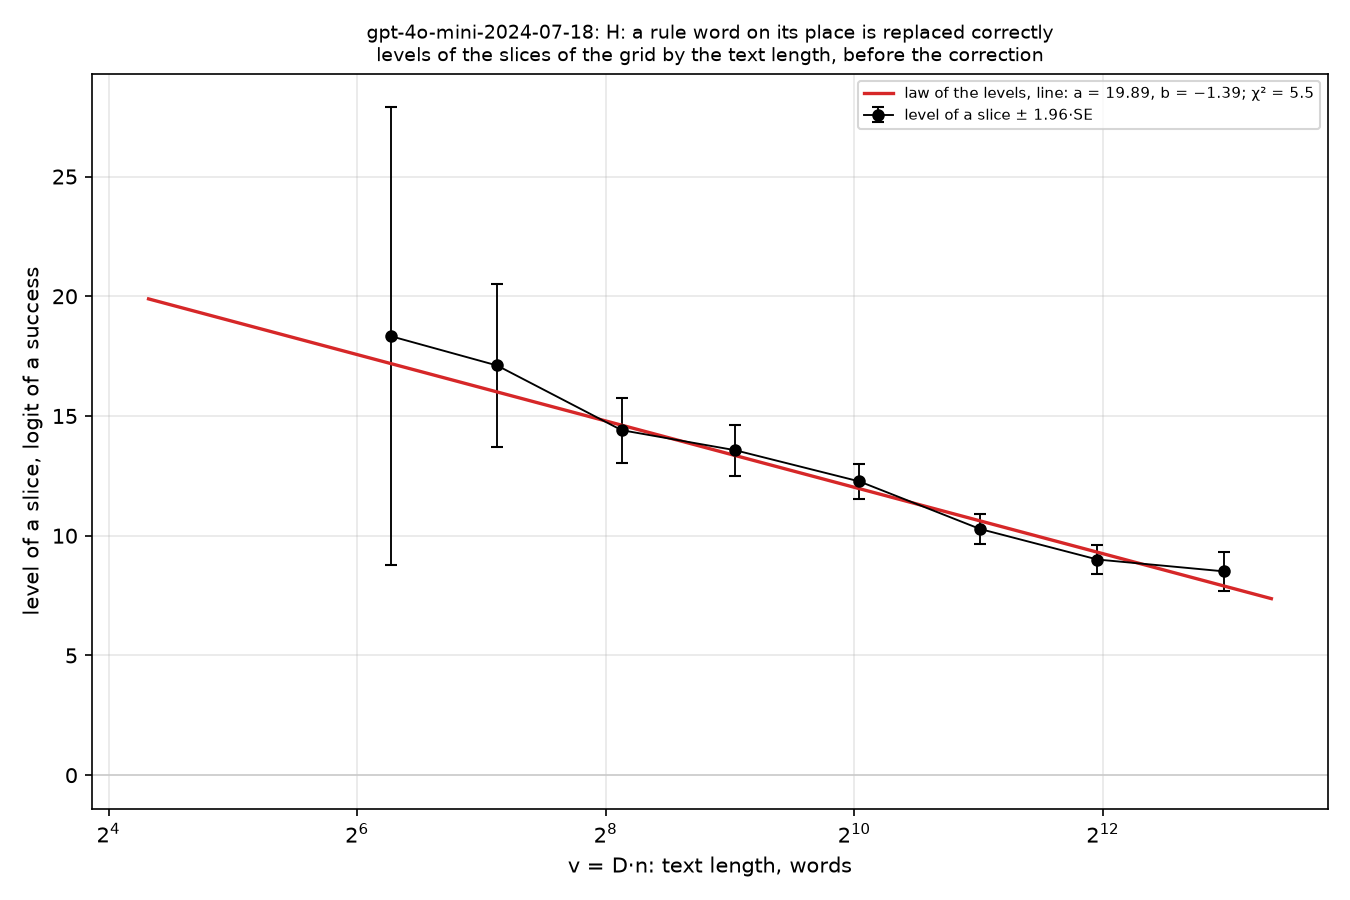 gpt-4o-mini-2024-07-18: H: a rule word on its place is replaced correctly
levels of the slices of the grid by the text length, before the correction
law of the levels, line: a = 19.89, b = −1.39; χ² = 5.5
level of a slice ± 1.96·SE
level of a slice, logit of a success
25
20
15
10
5
0
2⁴
2⁶
2⁸
2¹⁰
2¹²
v = D·n: text length, words